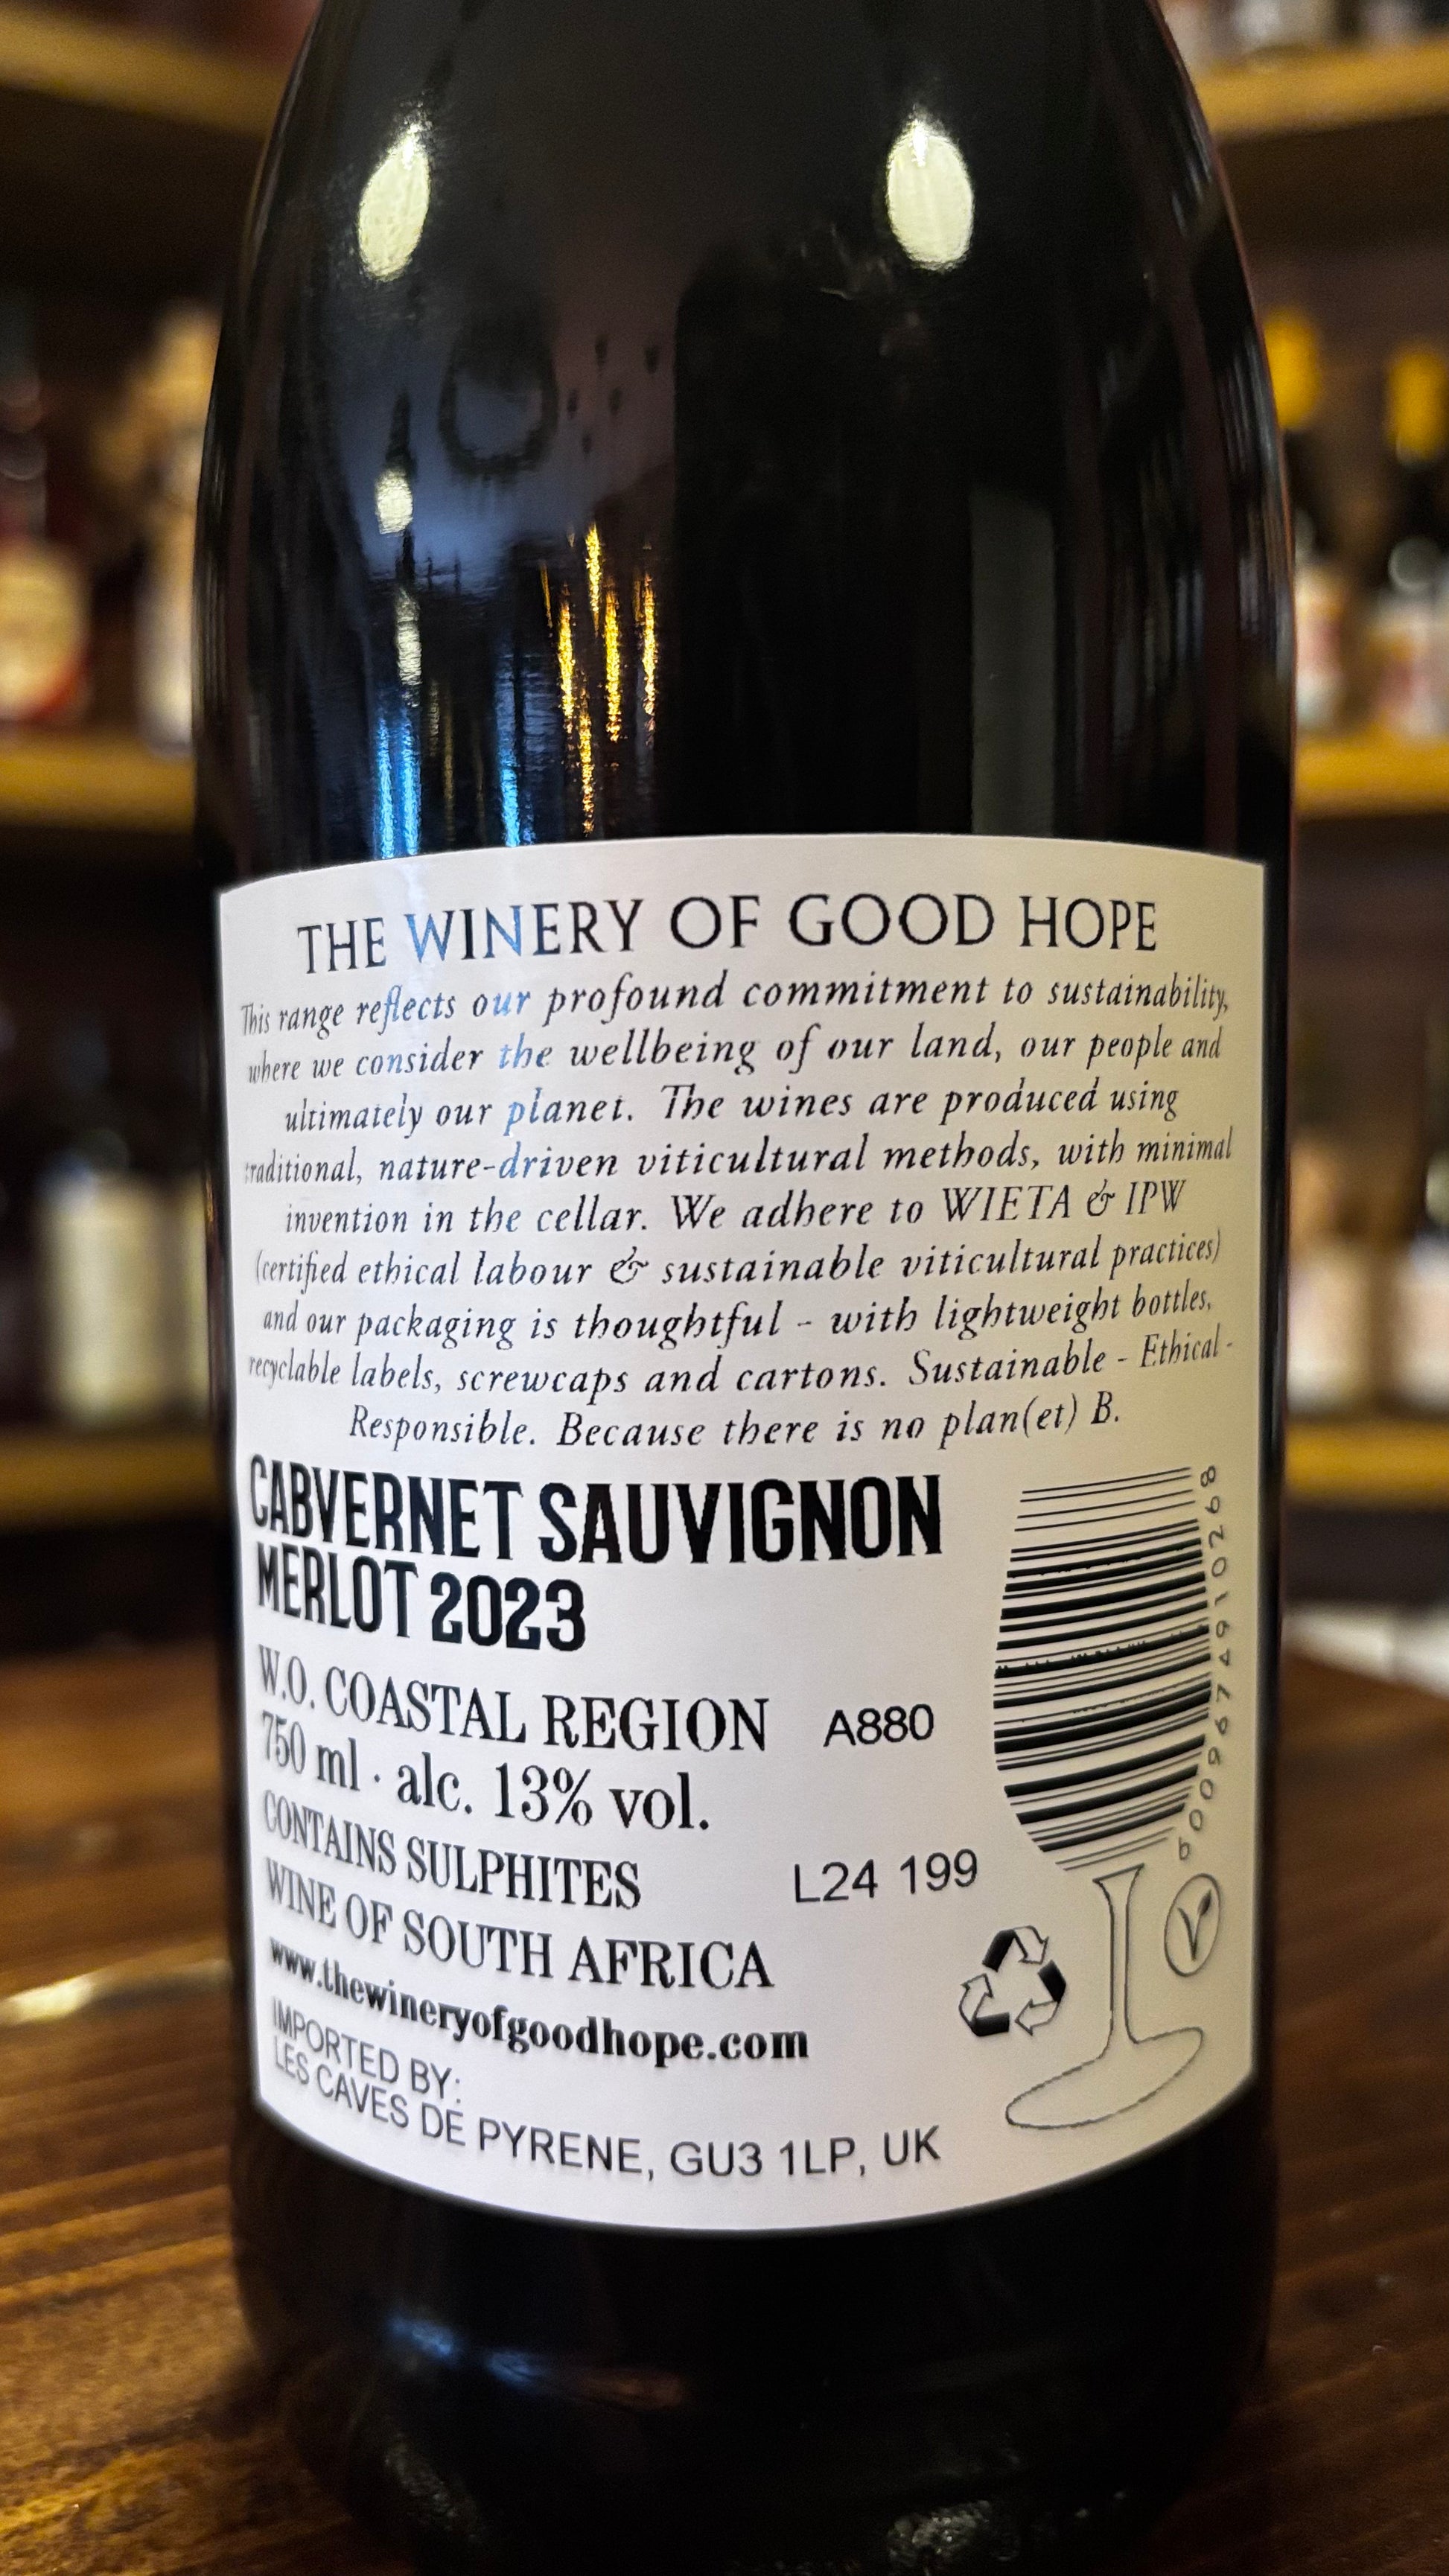 THE WINERY OF GOOD HOPE
This range reflects our profound commitment to sustainability,
where we consider the wellbeing of our land, our people and
ultimately our planet. The wines are produced using
traditional, nature-driven viticultural methods, with minimal
invention in the cellar. We adhere to WIETA & IPW
(certified ethical labour & sustainable viticultural practices)
and our packaging is thoughtful - with lightweight bottles,
recyclable labels, screwcaps and cartons. Sustainable - Ethical -
Responsible. Because there is no plan(et) B.
CABVERNET SAUVIGNON
MERLOT 2023
W.O. COASTAL REGION A880
750 ml · alc. 13% vol.
CONTAINS SULPHITES L24 199
WINE OF SOUTH AFRICA
www.thewineryofgoodhope.com
IMPORTED BY:
LES CAVES DE PYRENE, GU3 1LP, UK
6009674910268
V